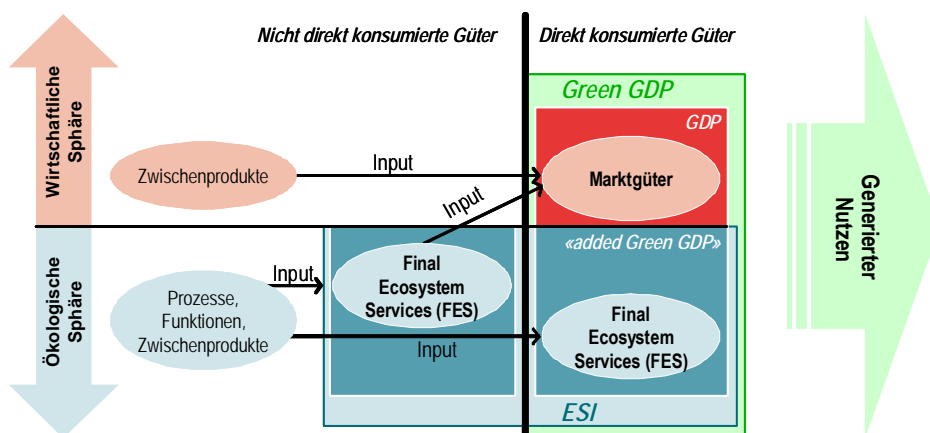 Nicht direkt konsumierte Güter
Direkt konsumierte Güter
Wirtschaftliche
Sphäre
Green GDP
GDP
Zwischenprodukte
Input
Marktgüter
Input
«added Green GDP»
Ökologische
Sphäre
Input
Final
Ecosystem
Services (FES)
Prozesse,
Funktionen,
Zwischenprodukte
Input
Final
Ecosystem
Services (FES)
ESI
Generierter
Nutzen